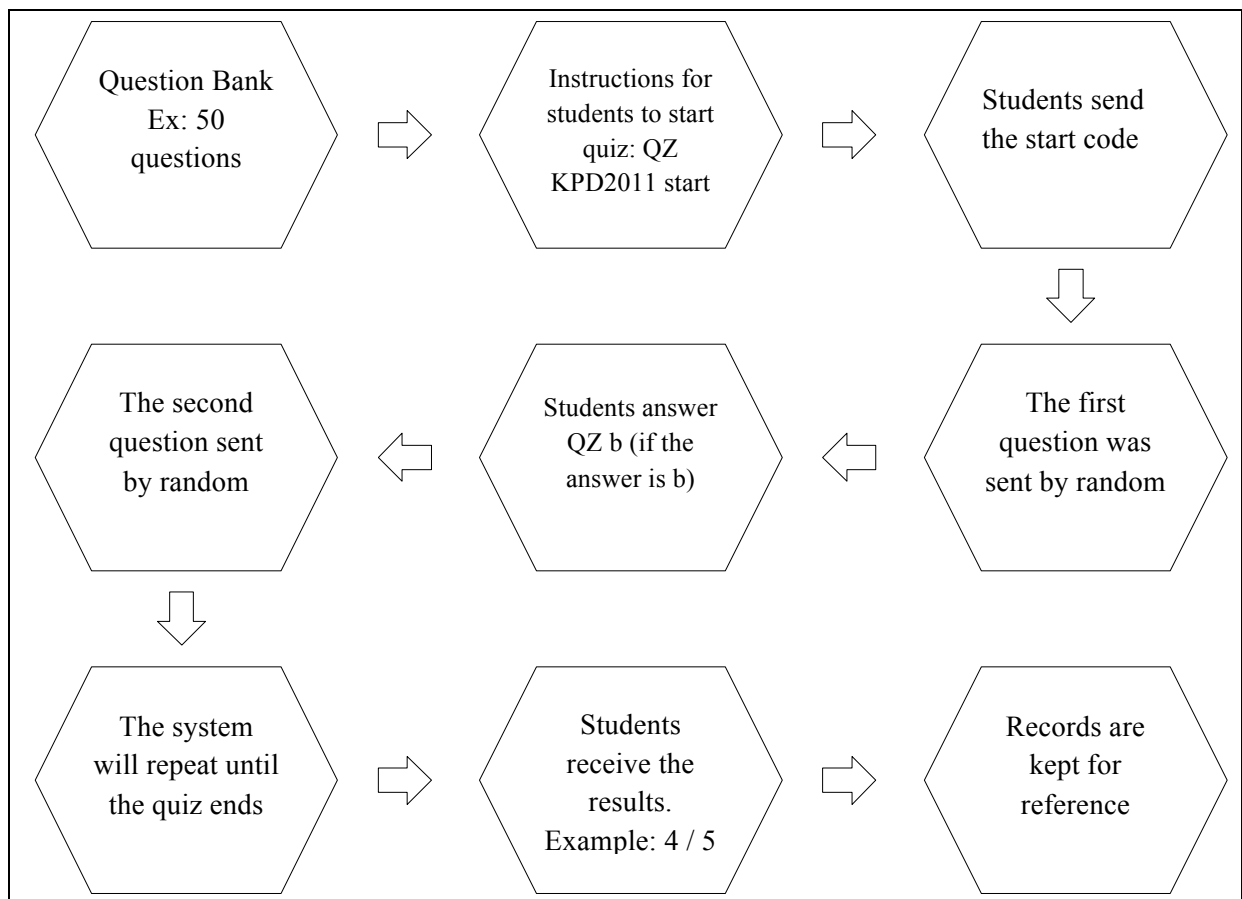 Question Bank
Ex: 50
questions
Instructions for
students to start
quiz: QZ
KPD2011 start
Students send
the start code
The first
question was
sent by random
Students answer
QZ b (if the
answer is b)
The second
question sent
by random
The system
will repeat until
the quiz ends
Students
receive the
results.
Example: 4 / 5
Records are
kept for
reference